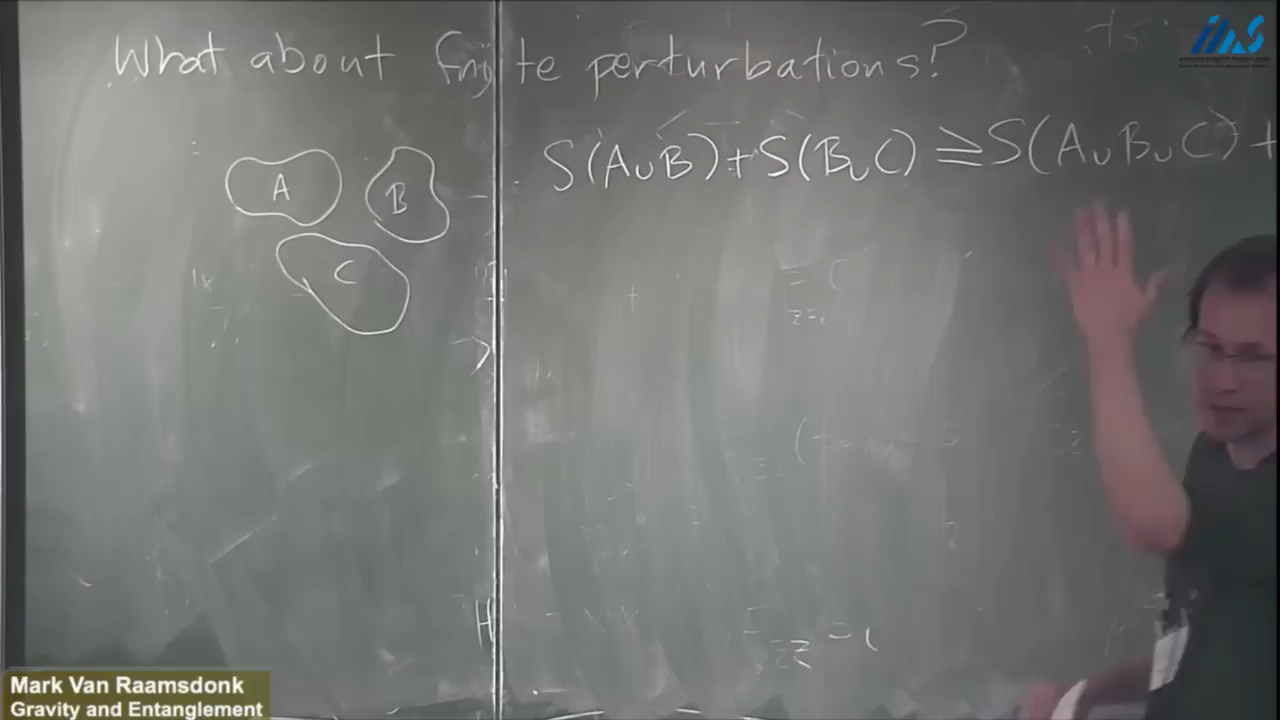 What about finite perturbations?
S(A∪B)+S(B∪C) ≥ S(A∪B∪C) +
A
B
C
Mark Van Raamsdonk
Gravity and Entanglement